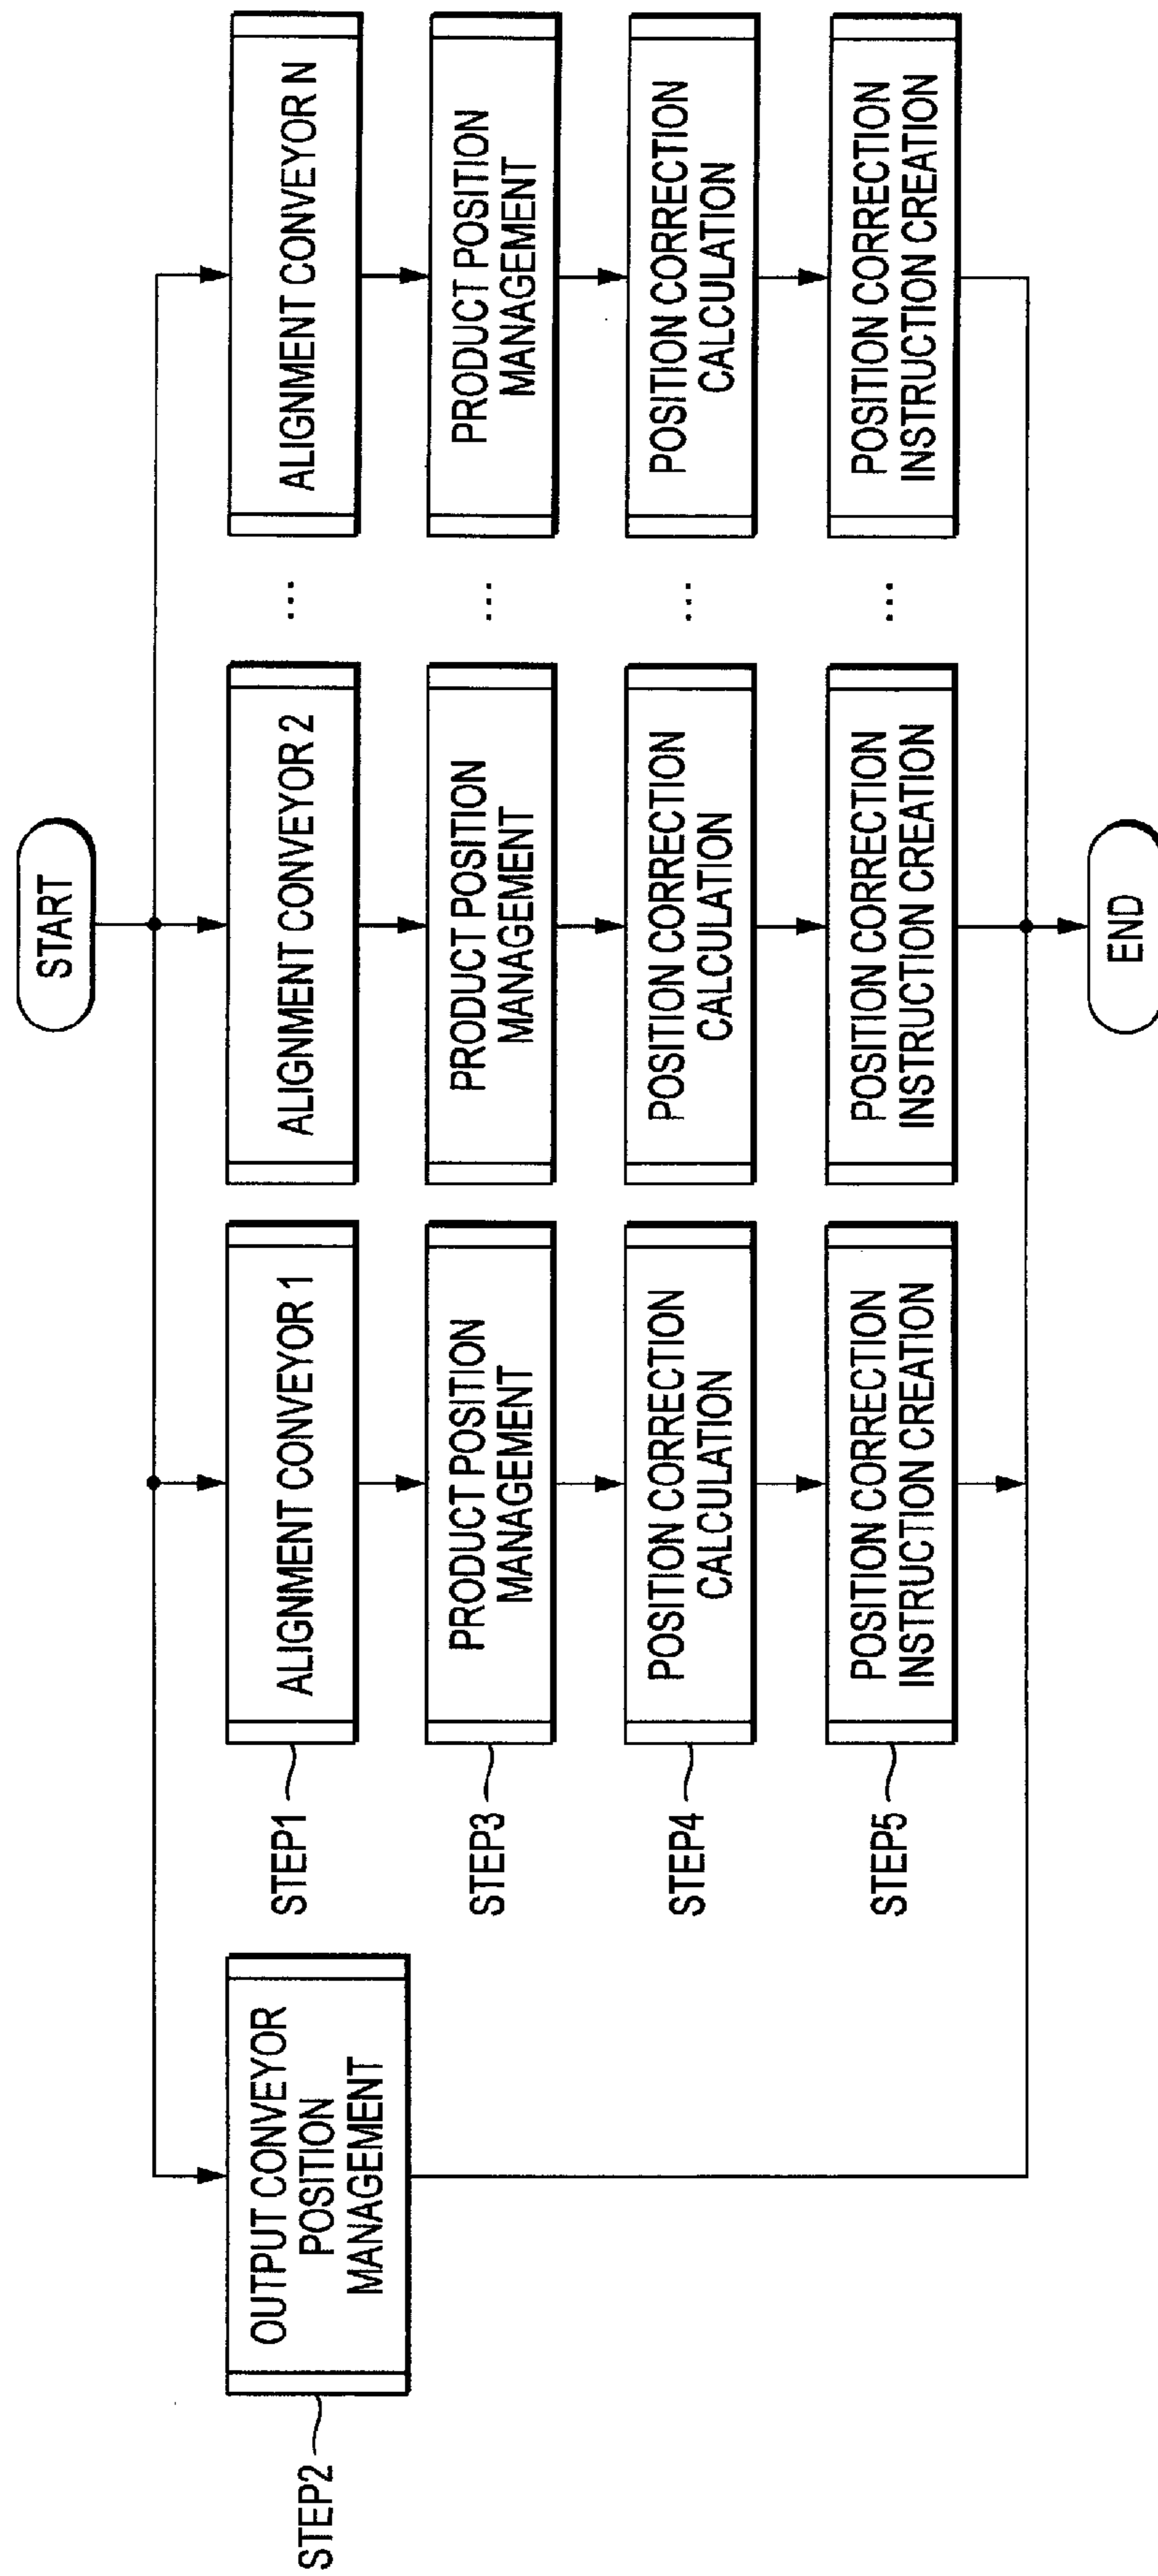 START
OUTPUT CONVEYOR
POSITION
MANAGEMENT
STEP2
ALIGNMENT CONVEYOR 1
STEP1
ALIGNMENT CONVEYOR 2
...
ALIGNMENT CONVEYOR N
PRODUCT POSITION
MANAGEMENT
STEP3
PRODUCT POSITION
MANAGEMENT
...
PRODUCT POSITION
MANAGEMENT
POSITION CORRECTION
CALCULATION
STEP4
POSITION CORRECTION
CALCULATION
...
POSITION CORRECTION
CALCULATION
POSITION CORRECTION
INSTRUCTION CREATION
STEP5
POSITION CORRECTION
INSTRUCTION CREATION
...
POSITION CORRECTION
INSTRUCTION CREATION
END